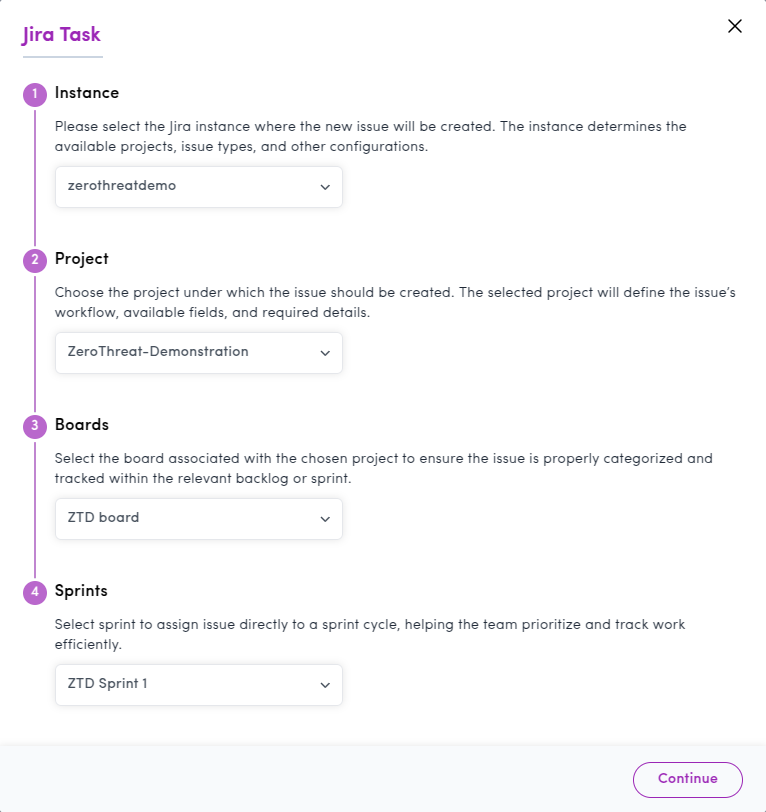 Jira Task
1 Instance
Please select the Jira instance where the new issue will be created. The instance determines the
available projects, issue types, and other configurations.
zerothreatdemo
2 Project
Choose the project under which the issue should be created. The selected project will define the issue’s
workflow, available fields, and required details.
ZeroThreat-Demonstration
3 Boards
Select the board associated with the chosen project to ensure the issue is properly categorized and
tracked within the relevant backlog or sprint.
ZTD board
4 Sprints
Select sprint to assign issue directly to a sprint cycle, helping the team prioritize and track work
efficiently.
ZTD Sprint 1
Continue